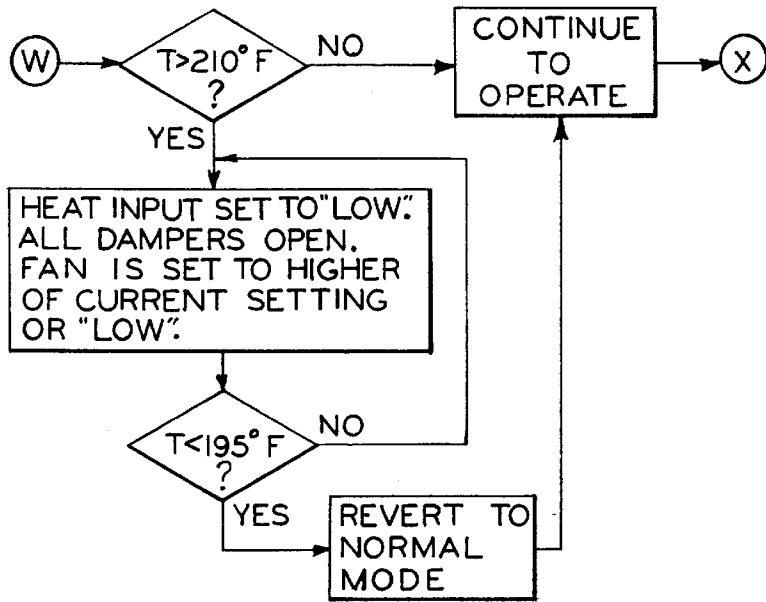 W
T>210° F
?
NO
YES
CONTINUE
TO
OPERATE
X
HEAT INPUT SET TO "LOW".
ALL DAMPERS OPEN.
FAN IS SET TO HIGHER
OF CURRENT SETTING
OR "LOW".
T<195° F
?
NO
YES
REVERT TO
NORMAL
MODE